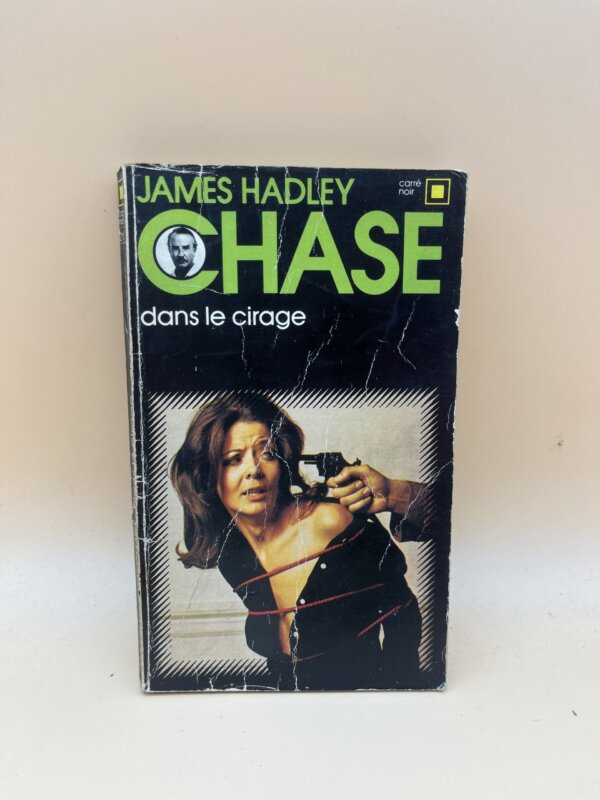 JAMES HADLEY
carré
noir
CHASE
dans le cirage